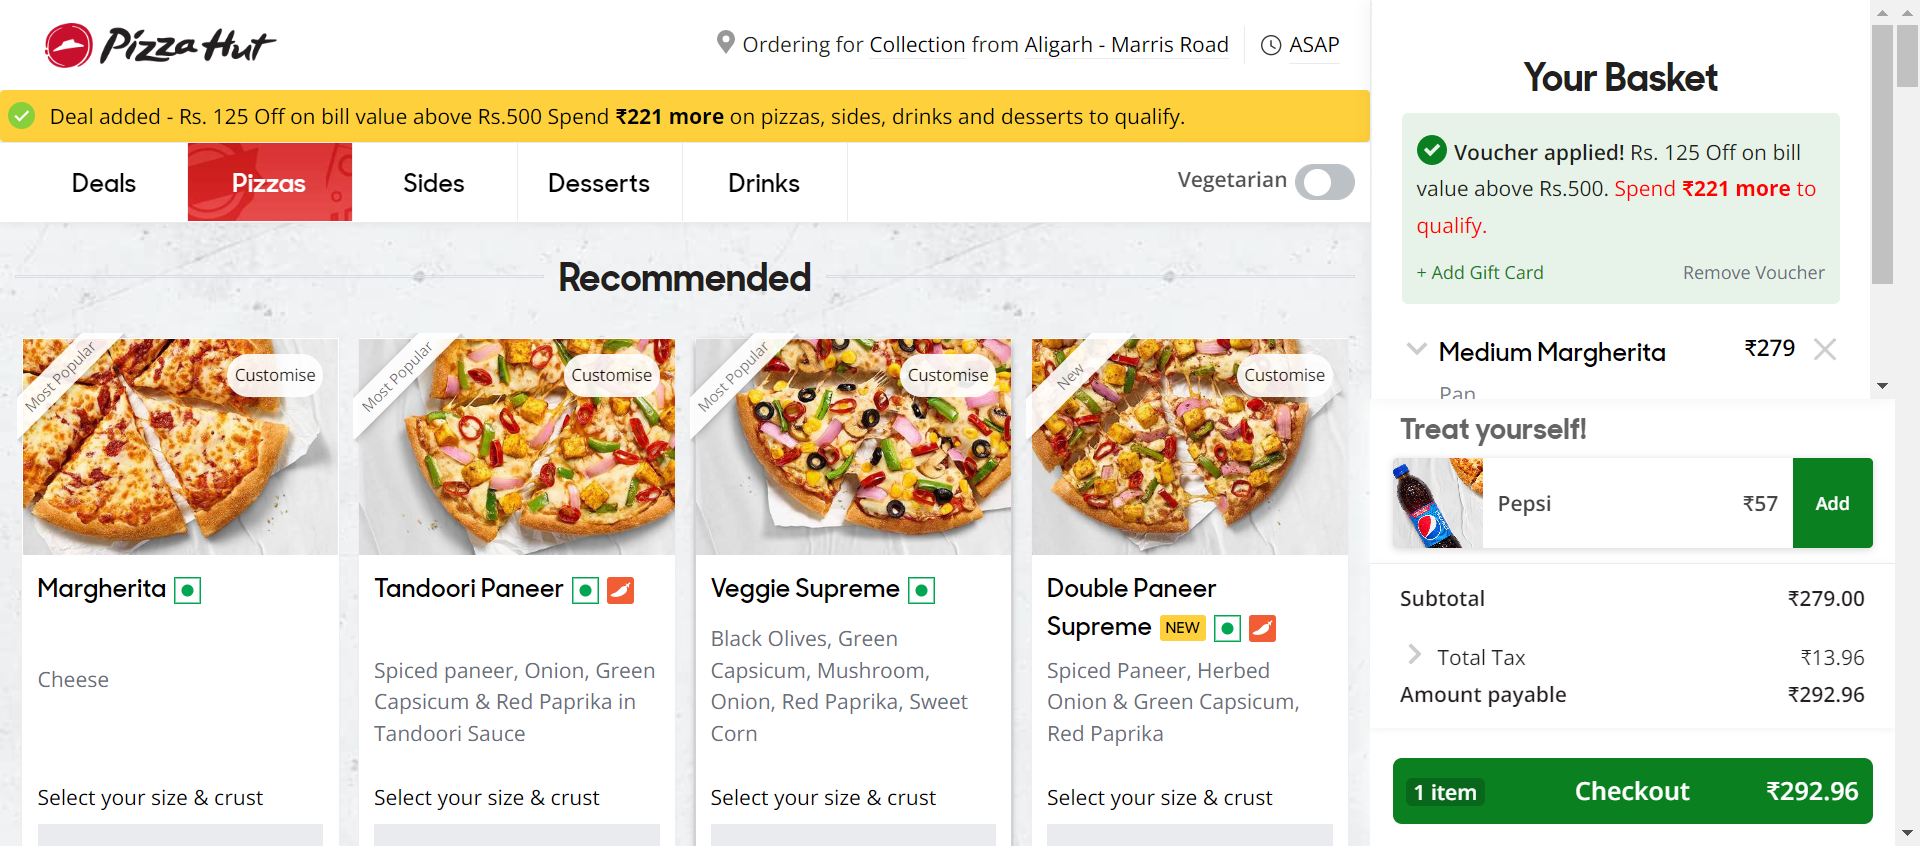 Pizza Hut
Ordering for Collection from Aligarh - Marris Road
ASAP
Deal added - Rs. 125 Off on bill value above Rs.500 Spend ₹221 more on pizzas, sides, drinks and desserts to qualify.
Deals
Pizzas
Sides
Desserts
Drinks
Vegetarian
Recommended
Most Popular
Customise
Margherita
Cheese
Select your size & crust
Most Popular
Customise
Tandoori Paneer
Spiced paneer, Onion, Green
Capsicum & Red Paprika in
Tandoori Sauce
Select your size & crust
Most Popular
Customise
Veggie Supreme
Black Olives, Green
Capsicum, Mushroom,
Onion, Red Paprika, Sweet
Corn
Select your size & crust
New
Customise
Double Paneer
Supreme NEW
Spiced Paneer, Herbed
Onion & Green Capsicum,
Red Paprika
Select your size & crust
Your Basket
Voucher applied! Rs. 125 Off on bill
value above Rs.500. Spend ₹221 more to
qualify.
+ Add Gift Card
Remove Voucher
Medium Margherita ₹279
Pan
Treat yourself!
Pepsi ₹57 Add
Subtotal ₹279.00
Total Tax ₹13.96
Amount payable ₹292.96
1 item Checkout ₹292.96